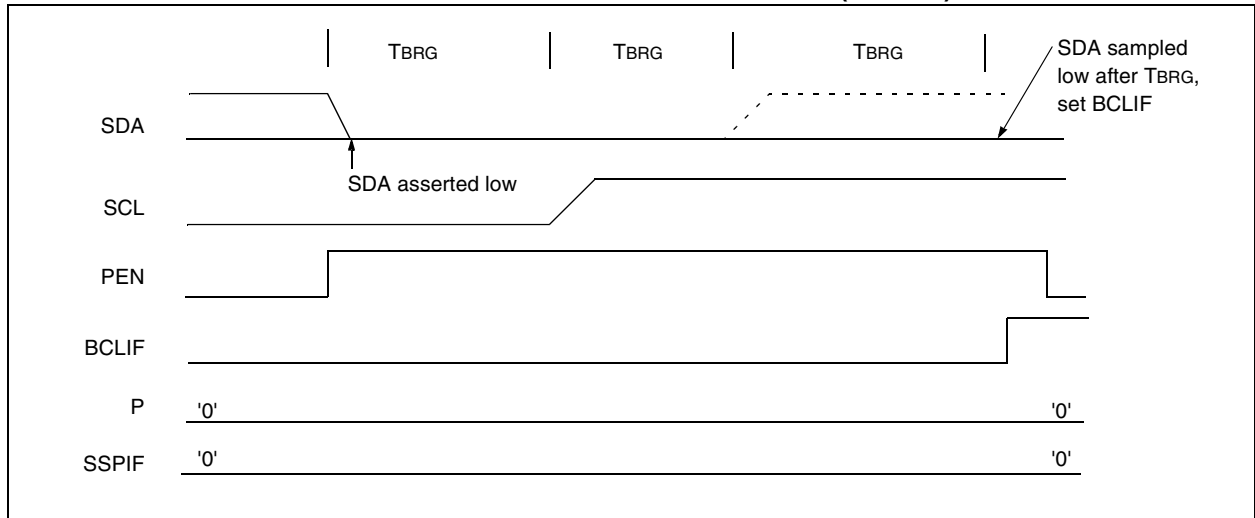 TBRG TBRG TBRG
SDA sampled
low after TBRG,
set BCLIF
SDA
SDA asserted low
SCL
PEN
BCLIF
P '0' '0'
SSPIF '0' '0'